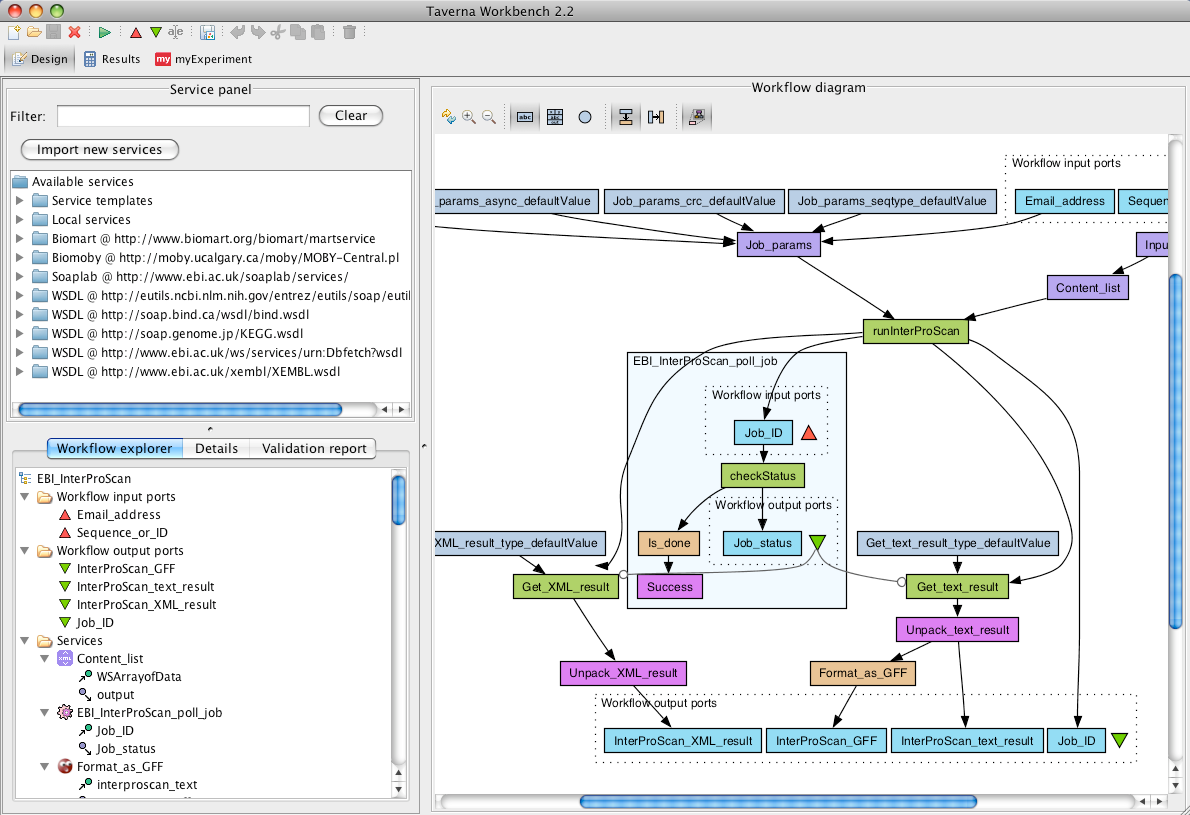 Taverna Workbench 2.2
Design
Results
my myExperiment
Service panel
Filter:
Clear
Import new services
Available services
Service templates
Local services
Biomart @ http://www.biomart.org/biomart/martservice
Biomoby @ http://moby.ucalgary.ca/moby/MOBY-Central.pl
Soaplab @ http://www.ebi.ac.uk/soaplab/services/
WSDL @ http://eutils.ncbi.nlm.nih.gov/entrez/eutils/soap/eutil
WSDL @ http://soap.bind.ca/wsdl/bind.wsdl
WSDL @ http://soap.genome.jp/KEGG.wsdl
WSDL @ http://www.ebi.ac.uk/ws/services/urn:Dbfetch?wsdl
WSDL @ http://www.ebi.ac.uk/xembl/XEMBL.wsdl
Workflow explorer
Details
Validation report
EBI_InterProScan
Workflow input ports
Email_address
Sequence_or_ID
Workflow output ports
InterProScan_GFF
InterProScan_text_result
InterProScan_XML_result
Job_ID
Services
Content_list
WSArrayofData
output
EBI_InterProScan_poll_job
Job_ID
Job_status
Format_as_GFF
interproscan_text
Workflow diagram
Workflow input ports
_params_async_defaultValue
Job_params_crc_defaultValue
Job_params_seqtype_defaultValue
Email_address
Sequen
Job_params
Inpu
Content_list
runInterProScan
EBI_InterProScan_poll_job
Workflow input ports
Job_ID
checkStatus
Workflow output ports
XML_result_type_defaultValue
Is_done
Job_status
Get_text_result_type_defaultValue
Get_XML_result
Success
Get_text_result
Unpack_text_result
Unpack_XML_result
Format_as_GFF
Workflow output ports
InterProScan_XML_result
InterProScan_GFF
InterProScan_text_result
Job_ID